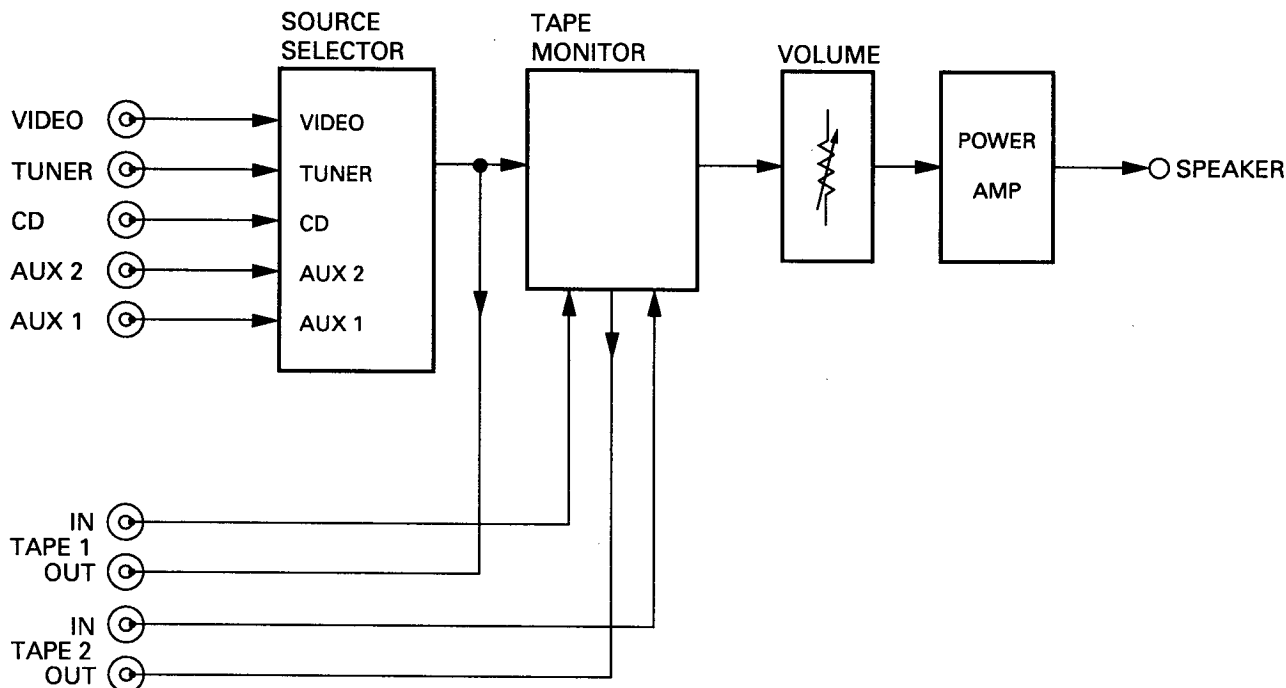 SOURCE
SELECTOR
TAPE
MONITOR
VOLUME
VIDEO
TUNER
CD
AUX 2
AUX 1
VIDEO
TUNER
CD
AUX 2
AUX 1
POWER
AMP
SPEAKER
IN
TAPE 1
OUT
IN
TAPE 2
OUT